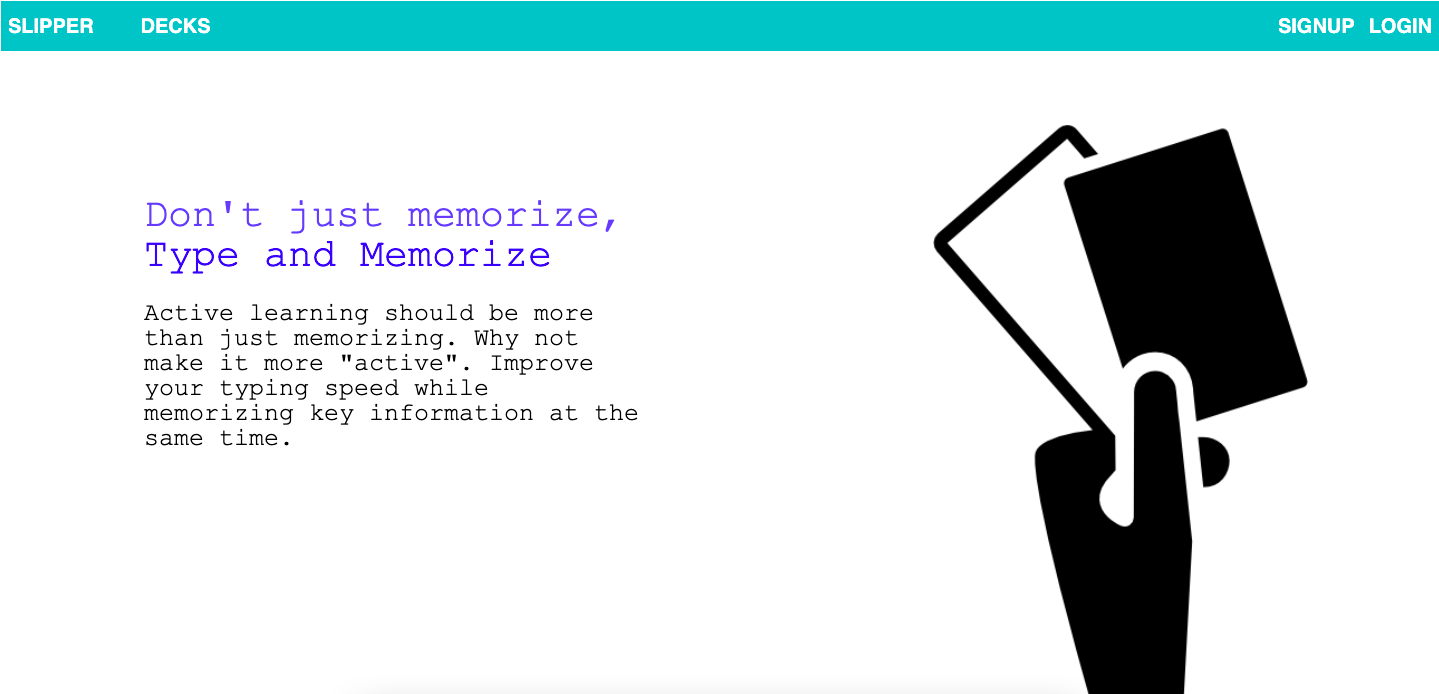 SLIPPER DECKS SIGNUP LOGIN
Don't just memorize,
Type and Memorize
Active learning should be more
than just memorizing. Why not
make it more "active". Improve
your typing speed while
memorizing key information at the
same time.